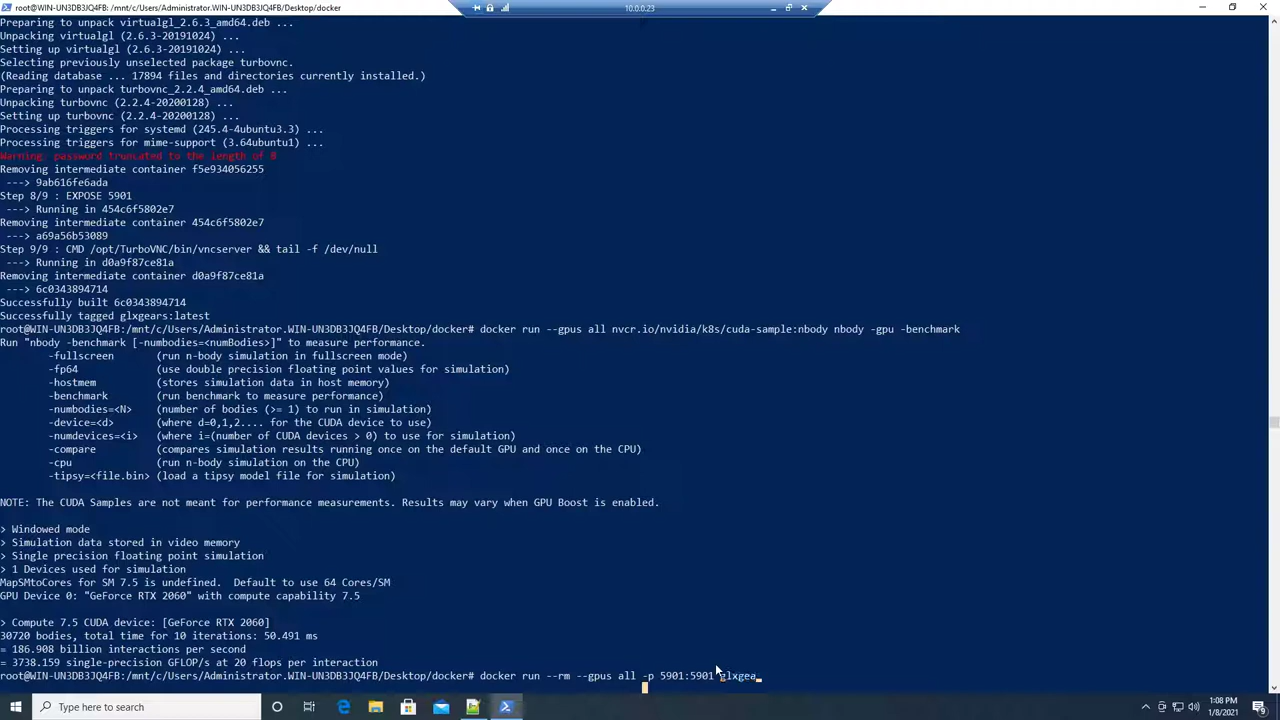 root@WIN-UN3DB3JQ4FB: /mnt/c/Users/Administrator.WIN-UN3DB3JQ4FB/Desktop/docker
10.0.0.23
Preparing to unpack virtualgl_2.6.3_amd64.deb ...
Unpacking virtualgl (2.6.3-20191024) ...
Setting up virtualgl (2.6.3-20191024) ...
Selecting previously unselected package turbovnc.
(Reading database ... 17894 files and directories currently installed.)
Preparing to unpack turbovnc_2.2.4_amd64.deb ...
Unpacking turbovnc (2.2.4-20200128) ...
Setting up turbovnc (2.2.4-20200128) ...
Processing triggers for systemd (245.4-4ubuntu3.3) ...
Processing triggers for mime-support (3.64ubuntu1) ...
Warning: password truncated to the length of 8
Removing intermediate container f5e934056255
---> 9ab616fe6ada
Step 8/9 : EXPOSE 5901
---> Running in 454c6f5802e7
Removing intermediate container 454c6f5802e7
---> a69a56b53089
Step 9/9 : CMD /opt/TurboVNC/bin/vncserver && tail -f /dev/null
---> Running in d0a9f87ce81a
Removing intermediate container d0a9f87ce81a
---> 6c0343894714
Successfully built 6c0343894714
Successfully tagged glxgears:latest
root@WIN-UN3DB3JQ4FB:/mnt/c/Users/Administrator.WIN-UN3DB3JQ4FB/Desktop/docker# docker run --gpus all nvcr.io/nvidia/k8s/cuda-sample:nbody nbody -gpu -benchmark
Run "nbody -benchmark [-numbodies=<numBodies>]" to measure performance.
-fullscreen (run n-body simulation in fullscreen mode)
-fp64 (use double precision floating point values for simulation)
-hostmem (stores simulation data in host memory)
-benchmark (run benchmark to measure performance)
-numbodies=<N> (number of bodies (>= 1) to run in simulation)
-device=<d> (where d=0,1,2.... for the CUDA device to use)
-numdevices=<i> (where i=(number of CUDA devices > 0) to use for simulation)
-compare (compares simulation results running once on the default GPU and once on the CPU)
-cpu (run n-body simulation on the CPU)
-tipsy=<file.bin> (load a tipsy model file for simulation)
NOTE: The CUDA Samples are not meant for performance measurements. Results may vary when GPU Boost is enabled.
> Windowed mode
> Simulation data stored in video memory
> Single precision floating point simulation
> 1 Devices used for simulation
MapSMtoCores for SM 7.5 is undefined. Default to use 64 Cores/SM
GPU Device 0: "GeForce RTX 2060" with compute capability 7.5
> Compute 7.5 CUDA device: [GeForce RTX 2060]
30720 bodies, total time for 10 iterations: 50.491 ms
= 186.908 billion interactions per second
= 3738.159 single-precision GFLOP/s at 20 flops per interaction
root@WIN-UN3DB3JQ4FB:/mnt/c/Users/Administrator.WIN-UN3DB3JQ4FB/Desktop/docker# docker run --rm --gpus all -p 5901:5901 glxgea
Type here to search
1:08 PM
1/8/2021